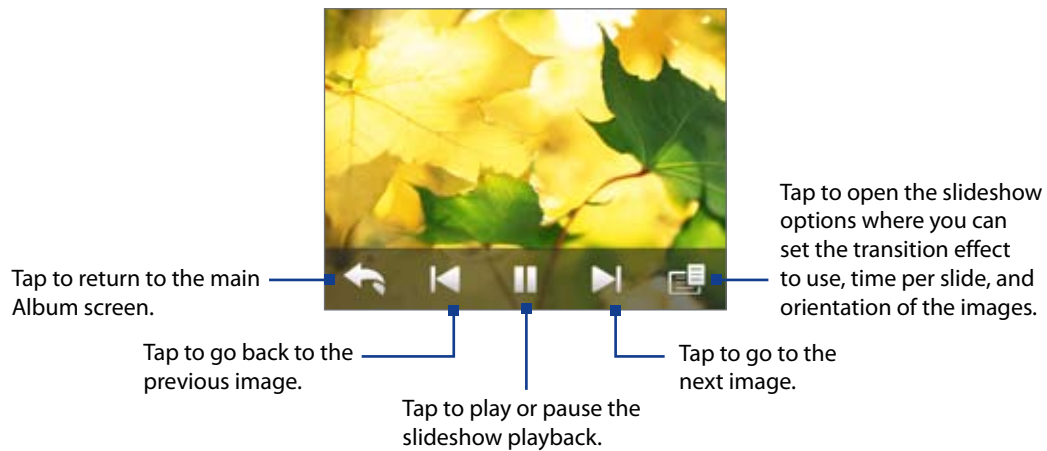 Tap to open the slideshow
options where you can
set the transition effect
to use, time per slide, and
orientation of the images.
Tap to return to the main
Album screen.
Tap to go back to the
previous image.
Tap to go to the
next image.
Tap to play or pause the
slideshow playback.